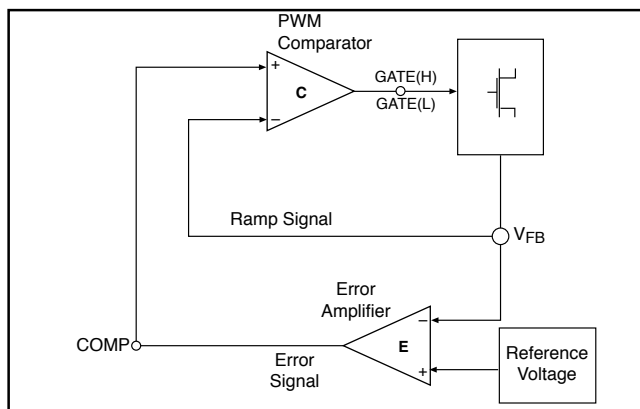 PWM
Comparator
+
C
−
GATE(H)
GATE(L)
Ramp Signal
VFB
Error
Amplifier
−
COMP
E
Error
Signal
+
Reference
Voltage